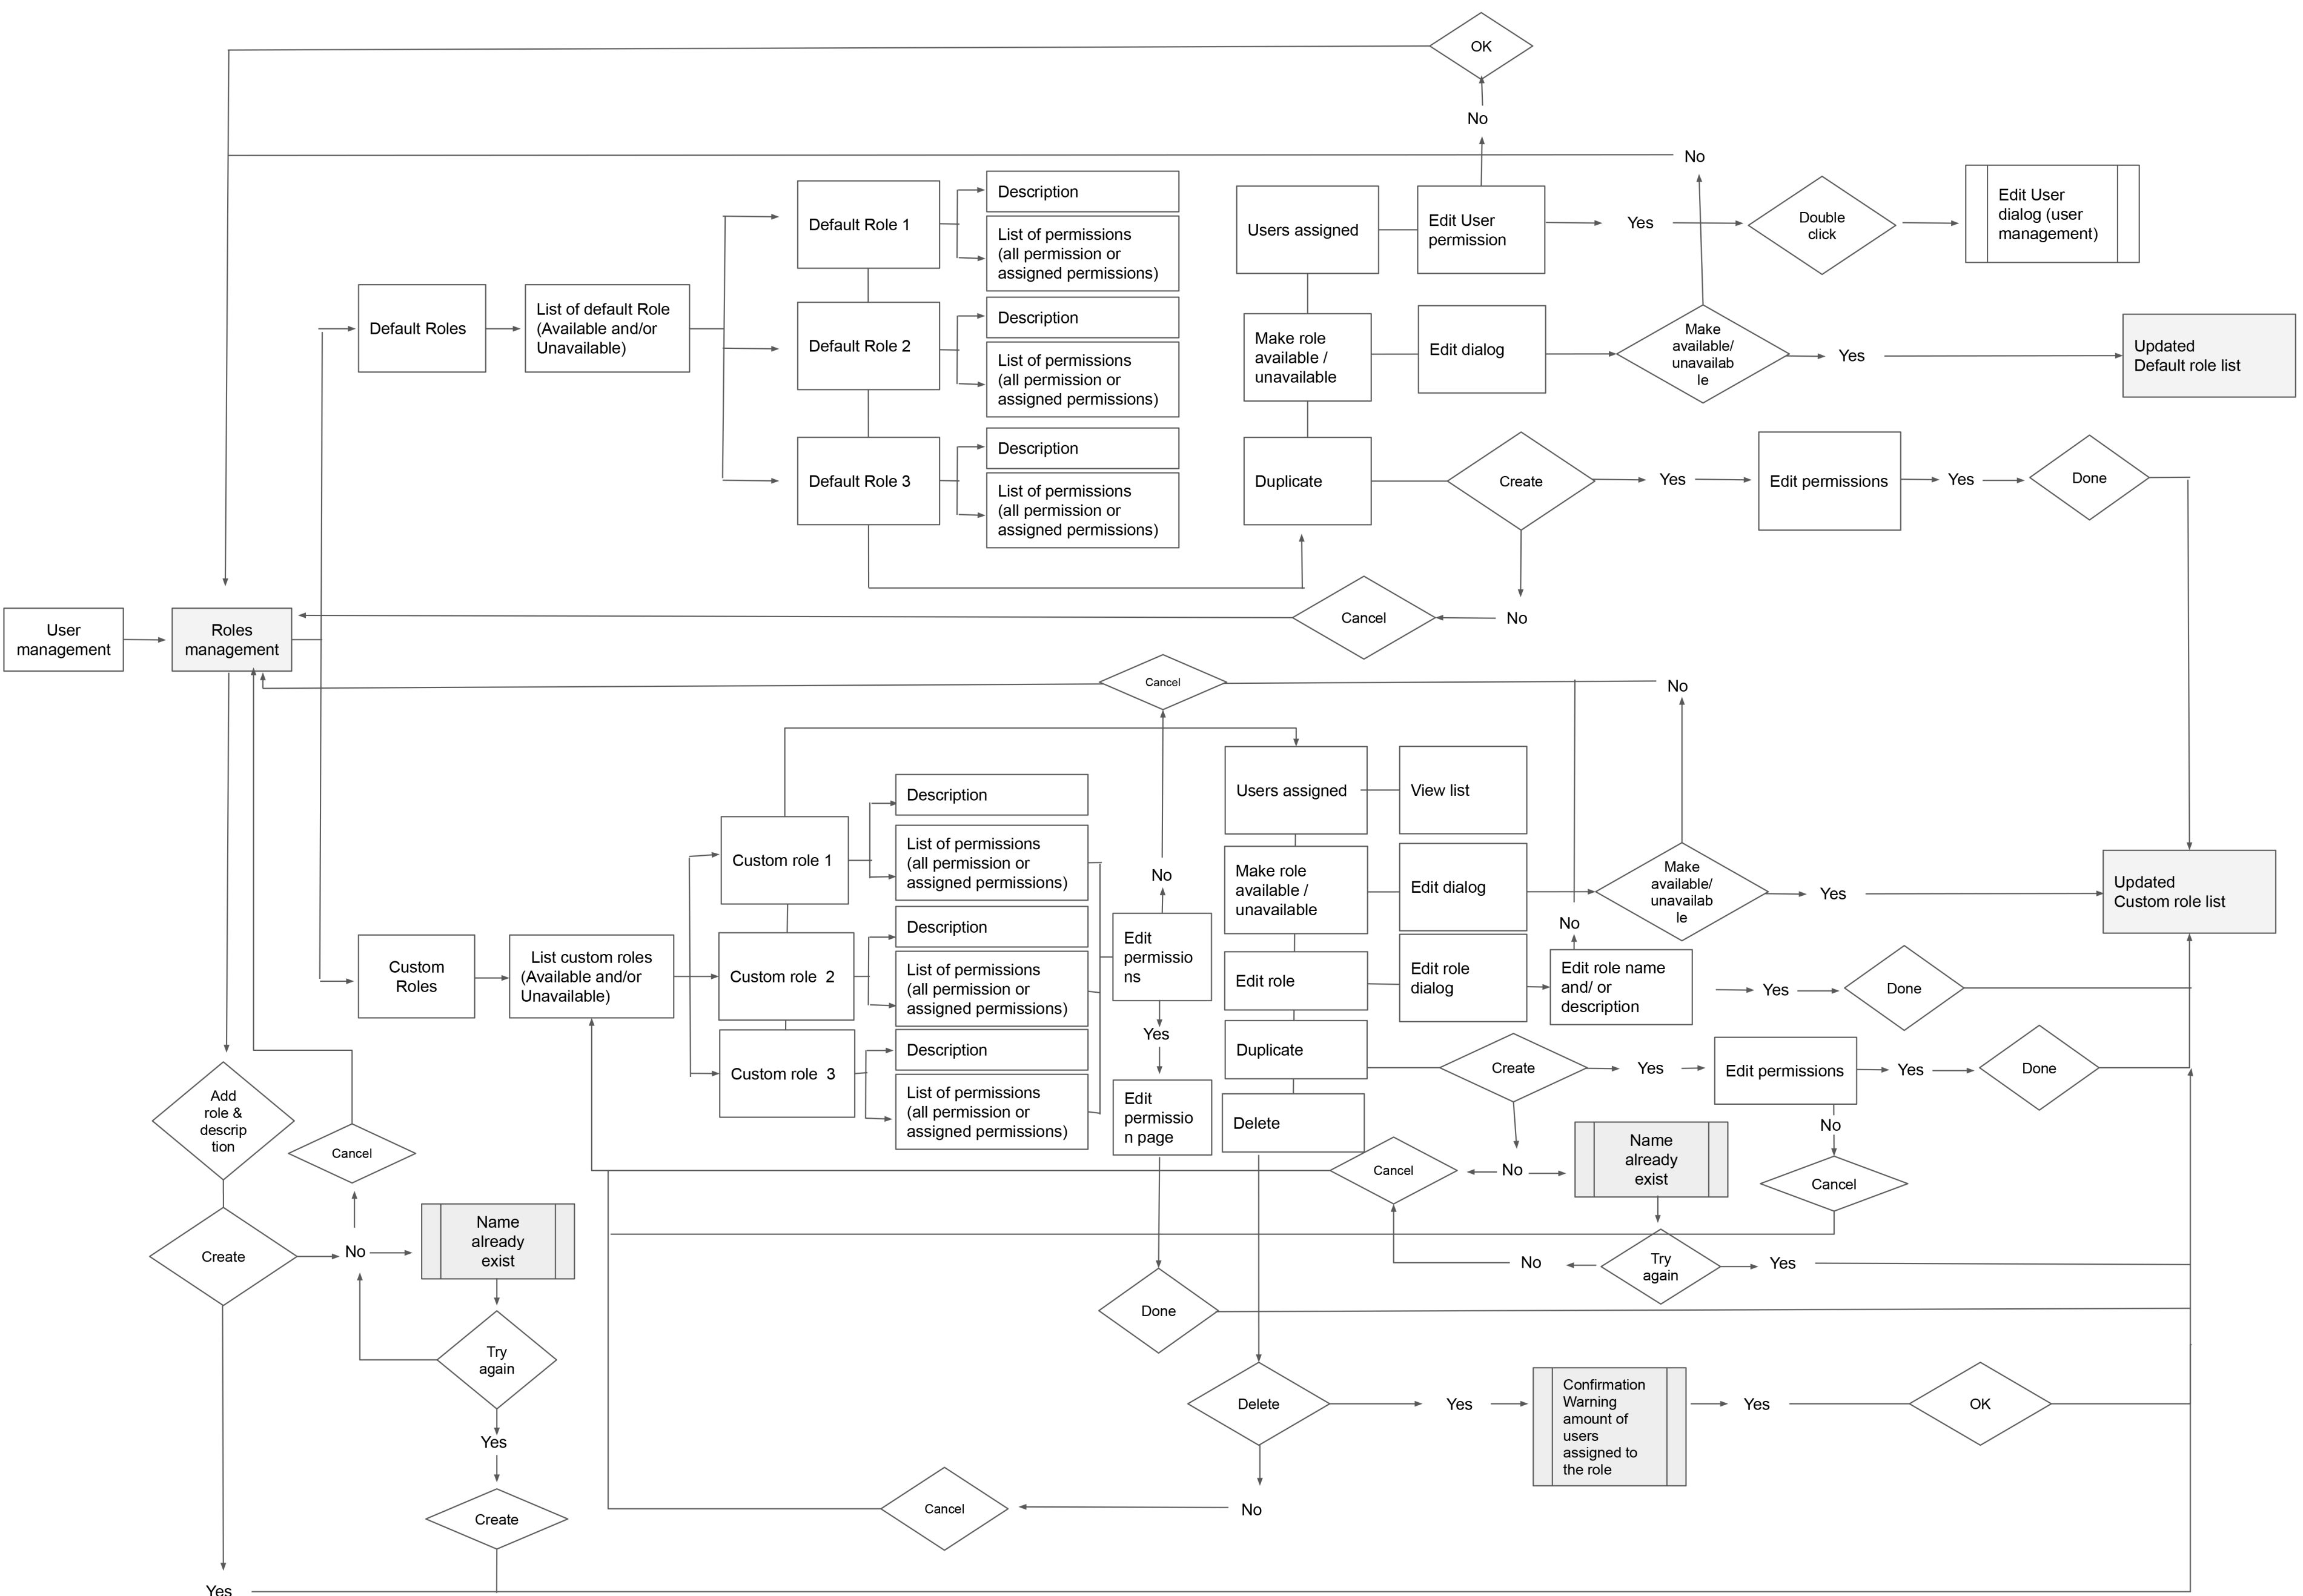 OK
No
No
Description
Default Role 1
List of permissions
(all permission or
assigned permissions)
Users assigned
Edit User
permission
Yes
Double
click
Edit User
dialog (user
management)
Default Roles
List of default Role
(Available and/or
Unavailable)
Default Role 2
Description
List of permissions
(all permission or
assigned permissions)
Make role
available /
unavailable
Edit dialog
Make
available/
unavailab
le
Yes
Updated
Default role list
Default Role 3
Description
List of permissions
(all permission or
assigned permissions)
Duplicate
Create
Yes
Edit permissions
Yes
Done
User
management
Roles
management
Cancel
No
Cancel
No
Description
Custom role 1
List of permissions
(all permission or
assigned permissions)
No
Users assigned
View list
Make role
available /
unavailable
Edit dialog
Make
available/
unavailab
le
Yes
Updated
Custom role list
No
Custom
Roles
List custom roles
(Available and/or
Unavailable)
Custom role  2
Description
List of permissions
(all permission or
assigned permissions)
Edit
permissio
ns
Yes
Edit role
Edit role
dialog
Edit role name
and/ or
description
Yes
Done
Custom role  3
Description
List of permissions
(all permission or
assigned permissions)
Edit
permissio
n page
Duplicate
Create
Yes
Edit permissions
Yes
Done
Delete
No
Add
role &
descrip
tion
Cancel
Cancel
No
Name
already
exist
Cancel
Create
No
Name
already
exist
No
Try
again
Yes
Done
Try
again
Yes
Delete
Yes
Confirmation
Warning
amount of
users
assigned to
the role
Yes
OK
Create
Cancel
No
Yes